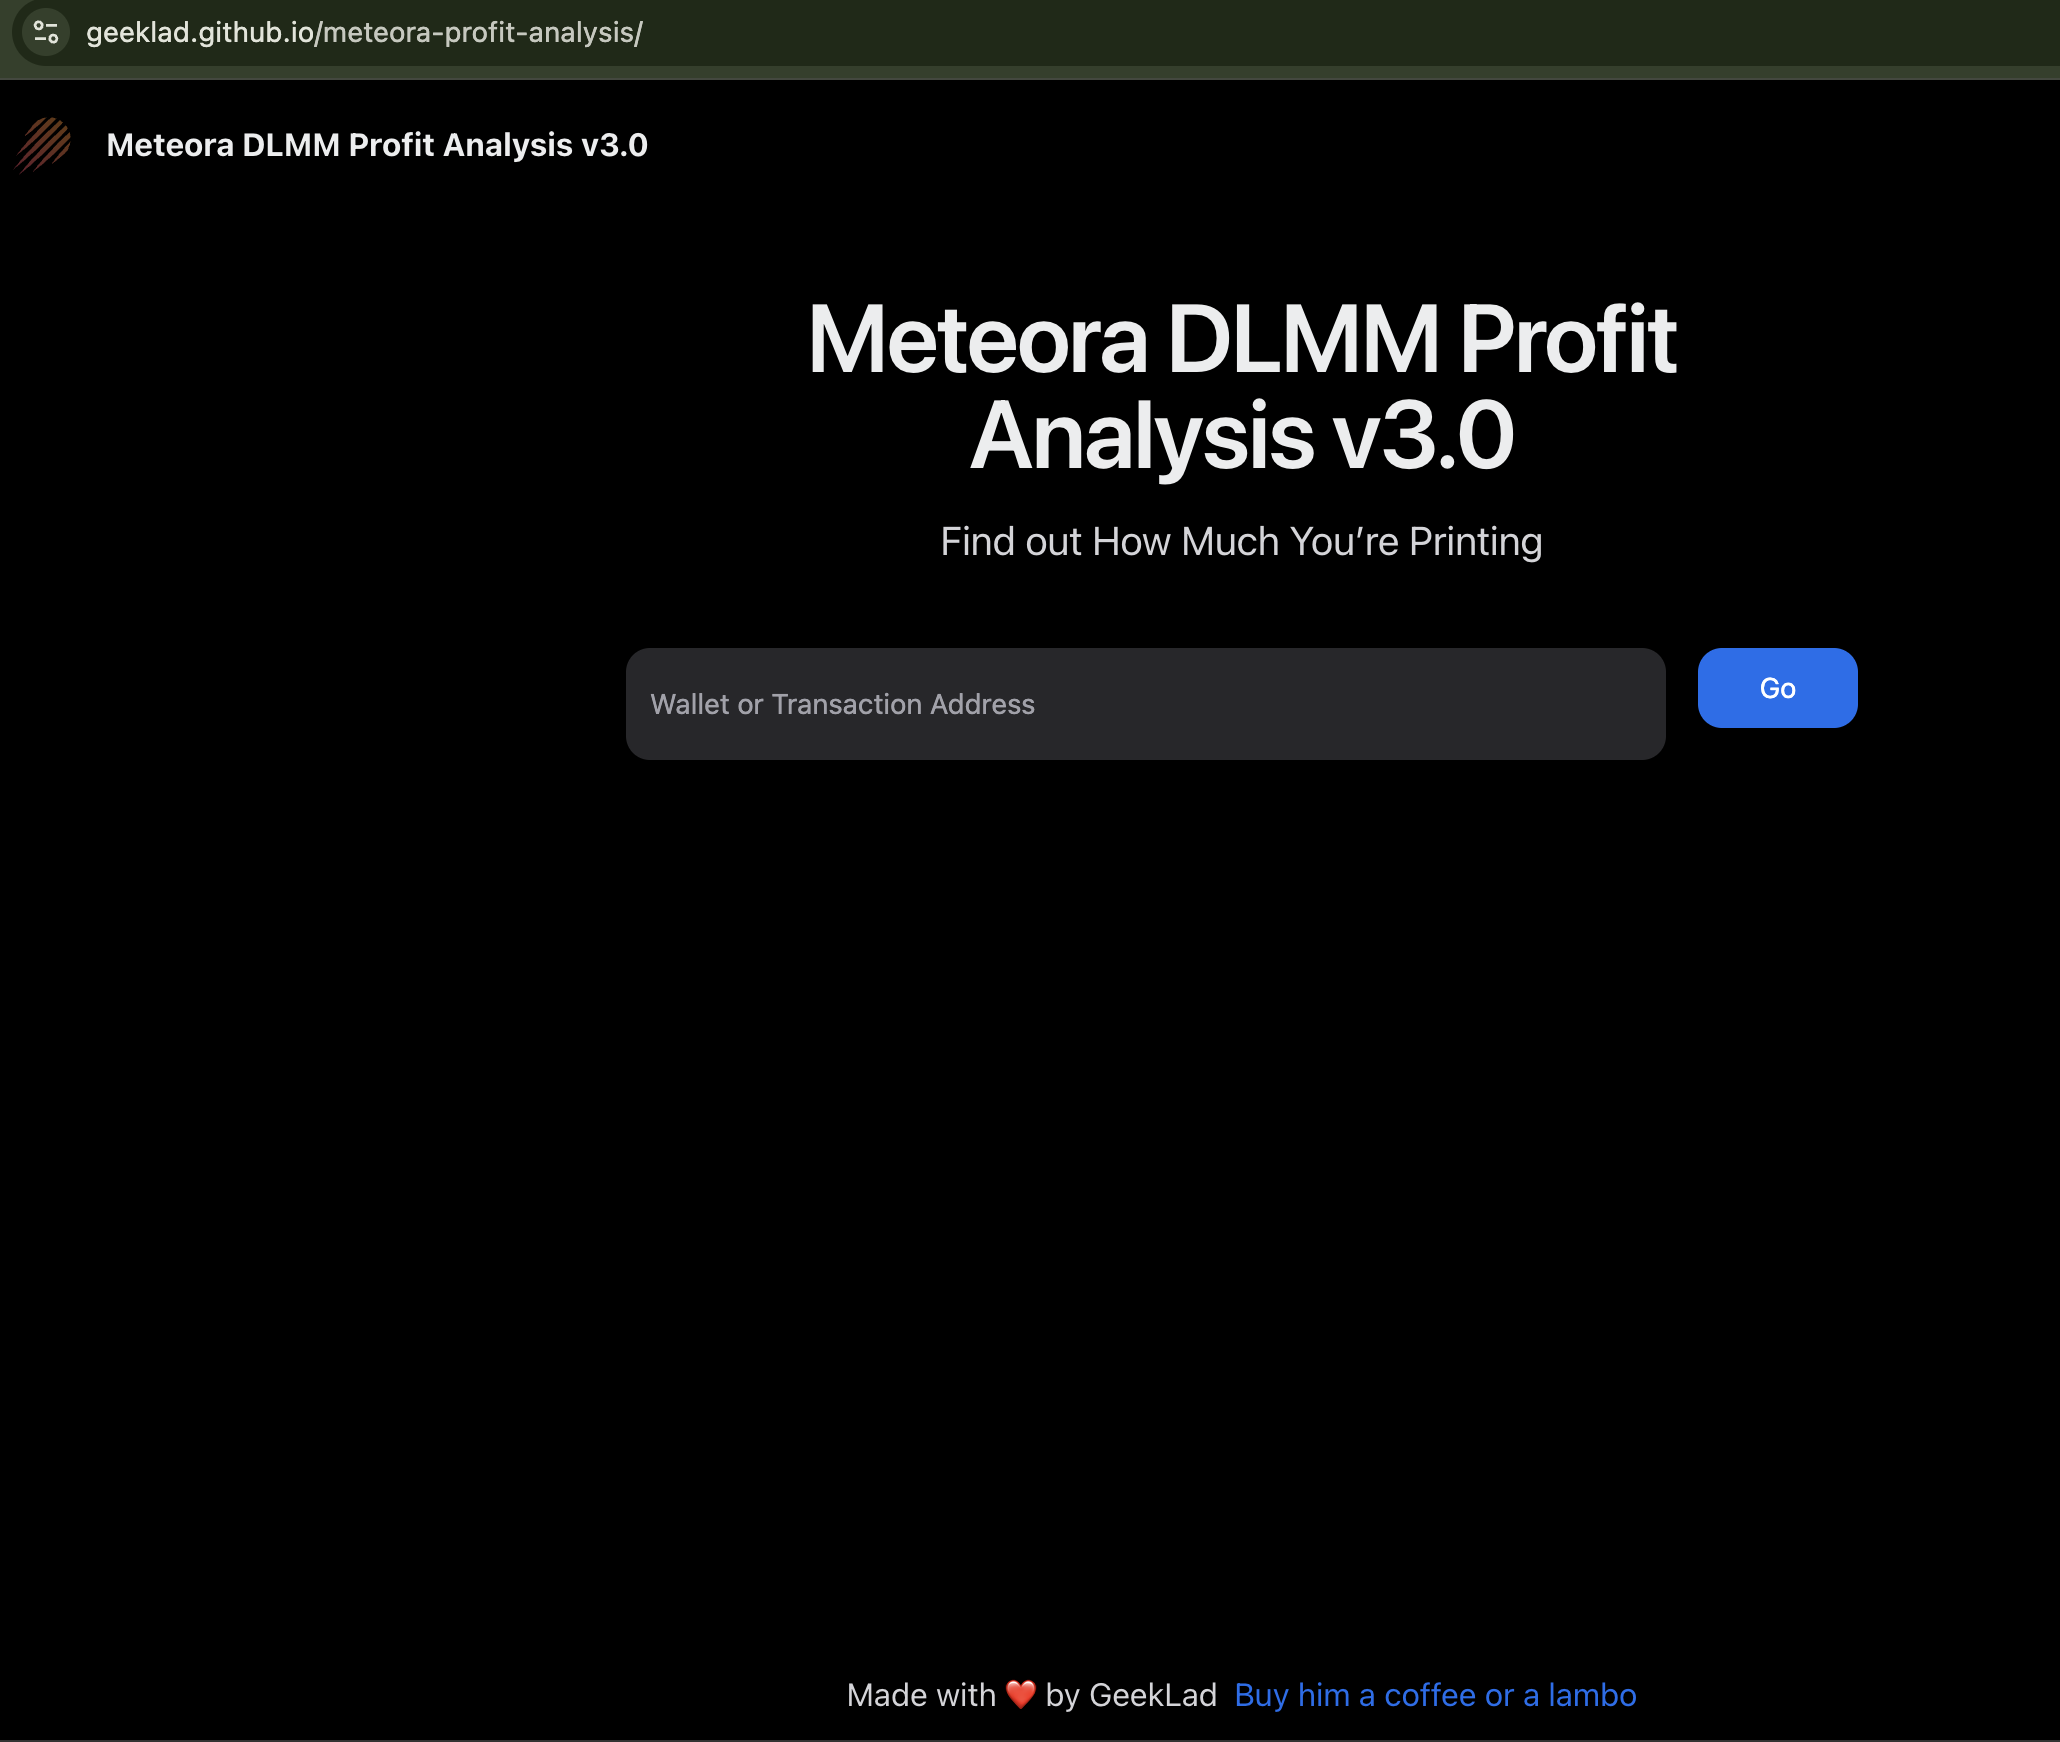 geeklad.github.io/meteora-profit-analysis/
Meteora DLMM Profit Analysis v3.0
Meteora DLMM Profit
Analysis v3.0
Find out How Much You’re Printing
Wallet or Transaction Address
Go
Made with ❤️ by GeekLad Buy him a coffee or a lambo